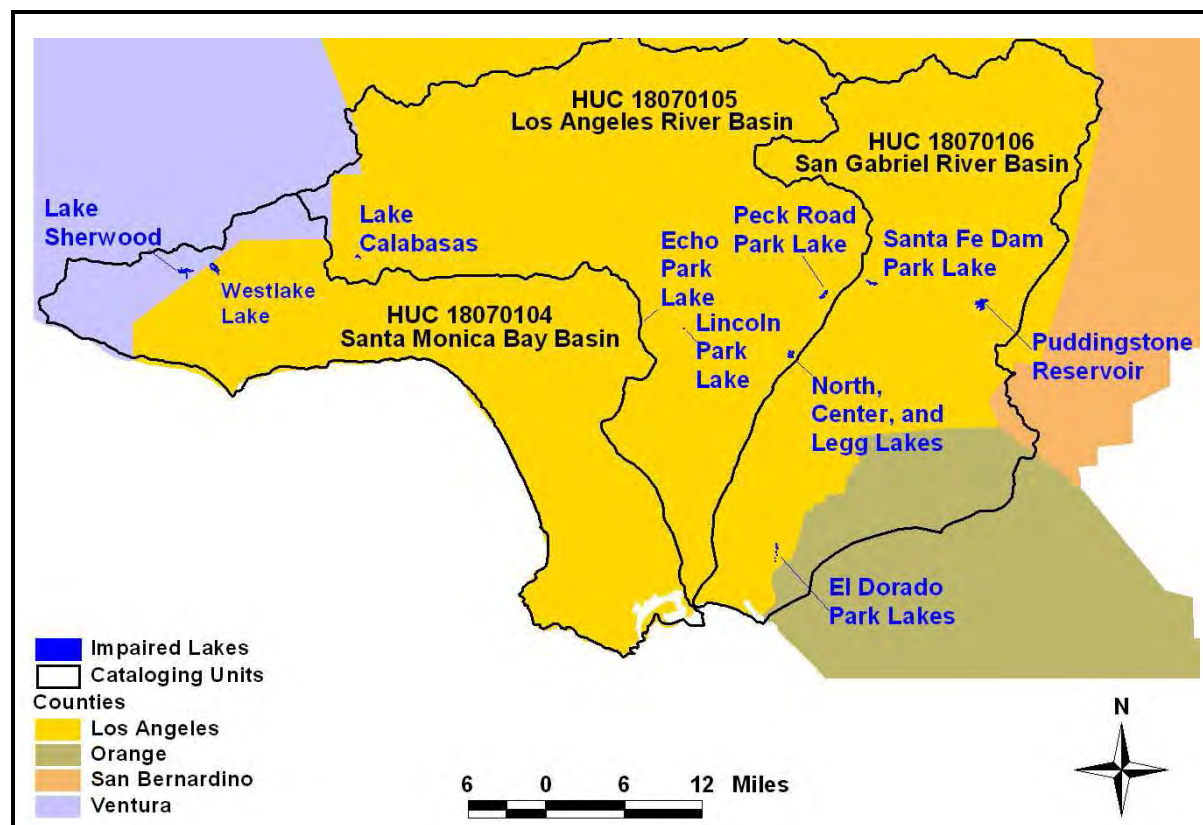 HUC 18070105
Los Angeles River Basin
HUC 18070106
San Gabriel River Basin
Lake
Sherwood
Westlake
Lake
Lake
Calabasas
HUC 18070104
Santa Monica Bay Basin
Echo
Park
Lake
Lincoln
Park
Lake
Peck Road
Park Lake
Santa Fe Dam
Park Lake
Puddingstone
Reservoir
North,
Center, and
Legg Lakes
El Dorado
Park Lakes
Impaired Lakes
Cataloging Units
Counties
Los Angeles
Orange
San Bernardino
Ventura
6 0 6 12 Miles
N